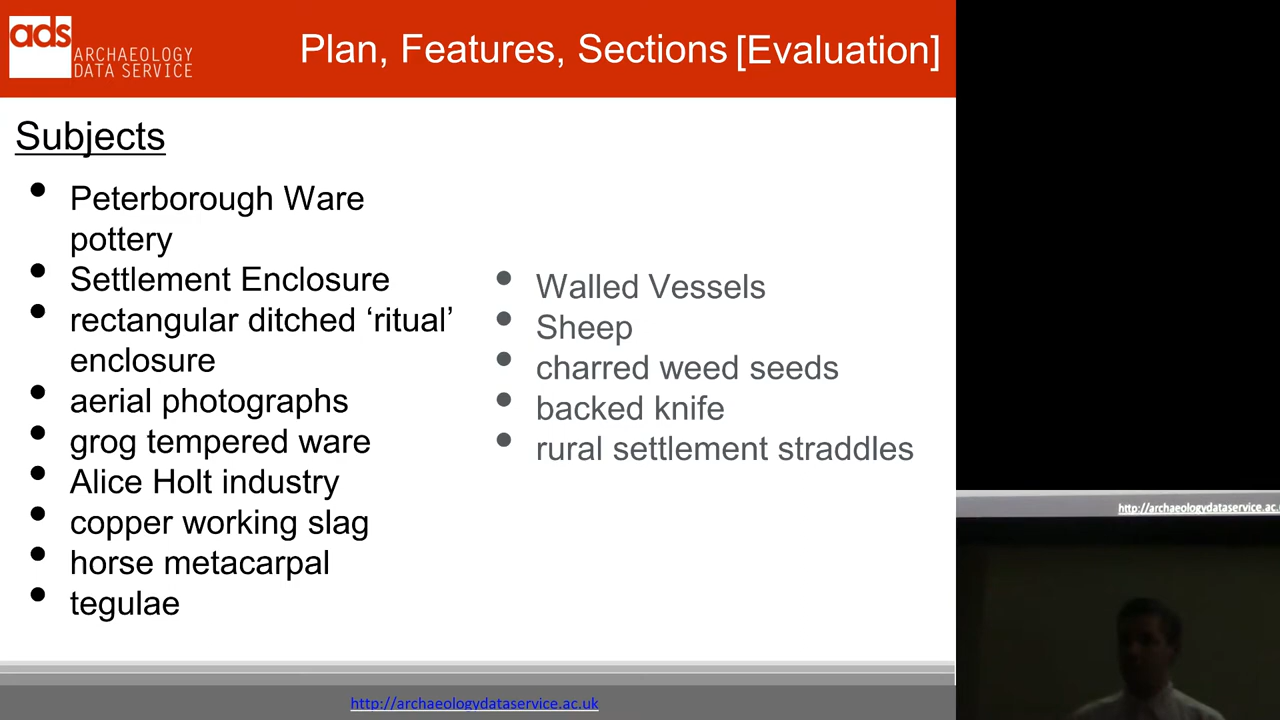 ads
ARCHAEOLOGY
DATA SERVICE
Plan, Features, Sections [Evaluation]
Subjects
• Peterborough Ware
pottery
• Settlement Enclosure
• rectangular ditched ‘ritual’
enclosure
• aerial photographs
• grog tempered ware
• Alice Holt industry
• copper working slag
• horse metacarpal
• tegulae
• Walled Vessels
• Sheep
• charred weed seeds
• backed knife
• rural settlement straddles
http://archaeologydataservice.ac.uk
http://archaeologydataservice.ac.